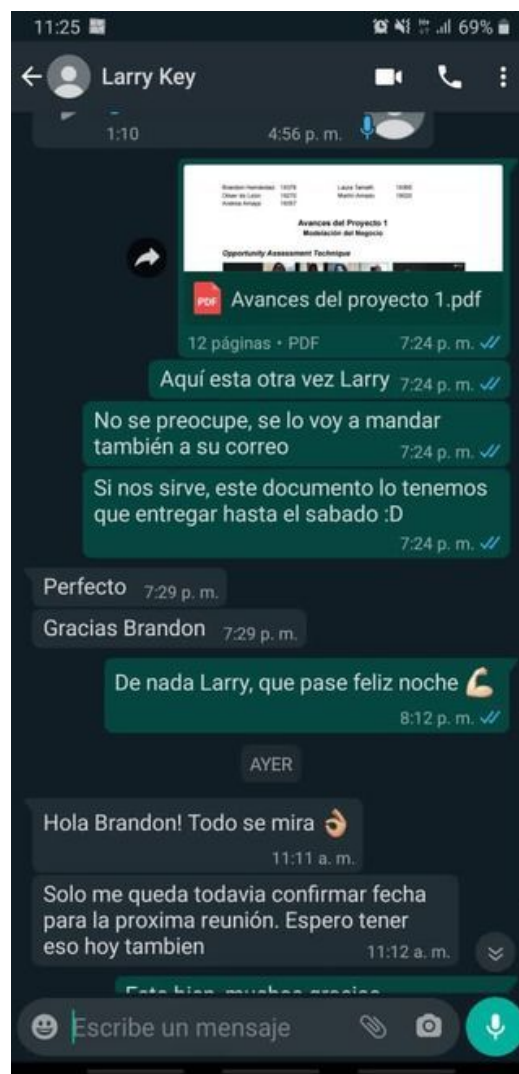 11:25
69%
Larry Key
1:10
4:56 p. m.
Avances del Proyecto 1
Modelación del Negocio
Opportunity Assessment Technique
PDF
Avances del proyecto 1.pdf
12 páginas • PDF
7:24 p. m.
Aquí esta otra vez Larry
7:24 p. m.
No se preocupe, se lo voy a mandar
también a su correo
7:24 p. m.
Si nos sirve, este documento lo tenemos
que entregar hasta el sabado :D
7:24 p. m.
Perfecto
7:29 p. m.
Gracias Brandon
7:29 p. m.
De nada Larry, que pase feliz noche 💪🏻
8:12 p. m.
AYER
Hola Brandon! Todo se mira 👌🏼
11:11 a. m.
Solo me queda todavia confirmar fecha
para la proxima reunión. Espero tener
eso hoy tambien
11:12 a. m.
Escribe un mensaje